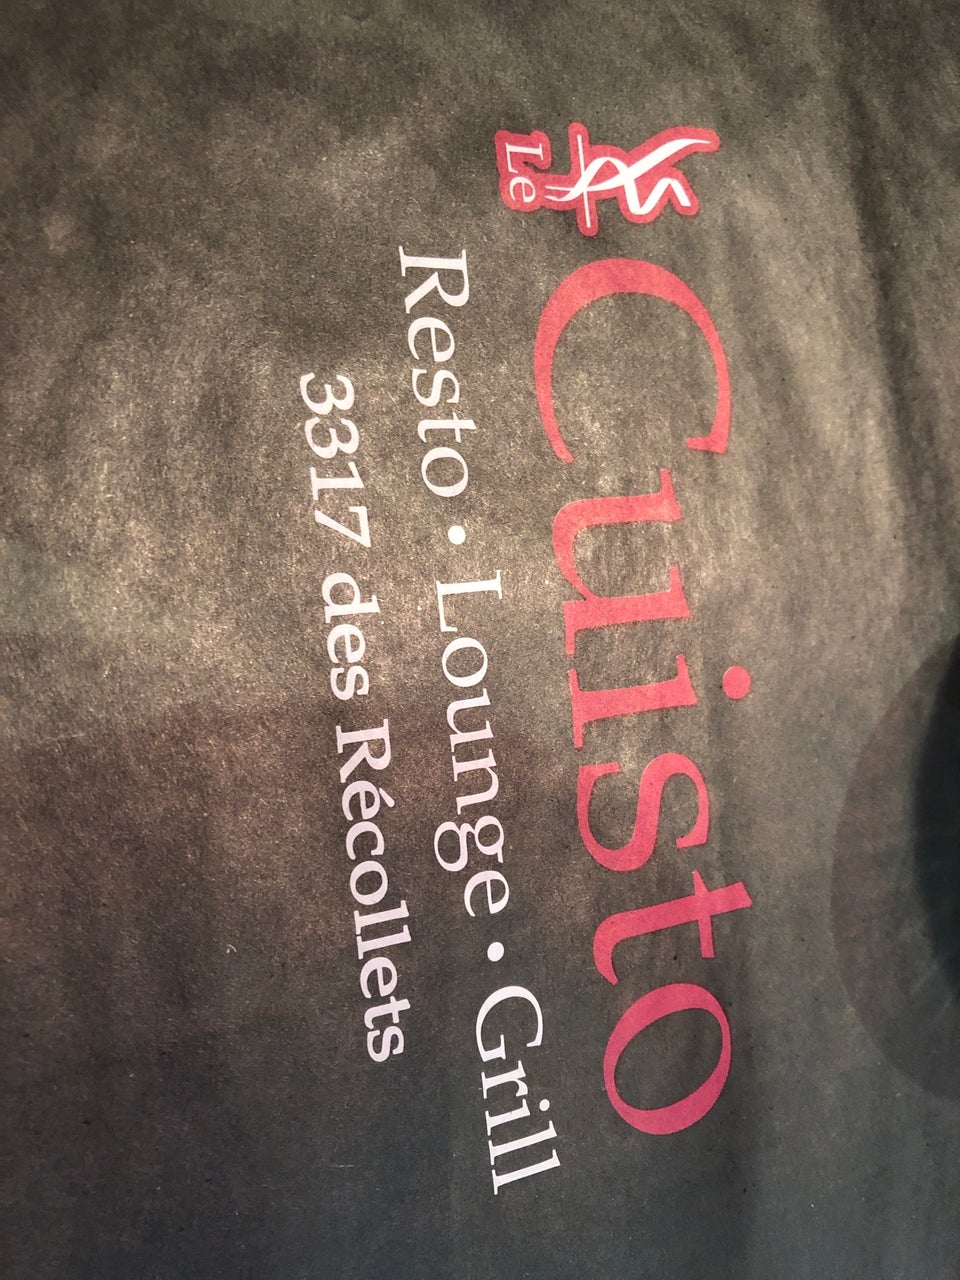 Le Cuisto
Resto • Lounge • Grill
3317 des Récollets